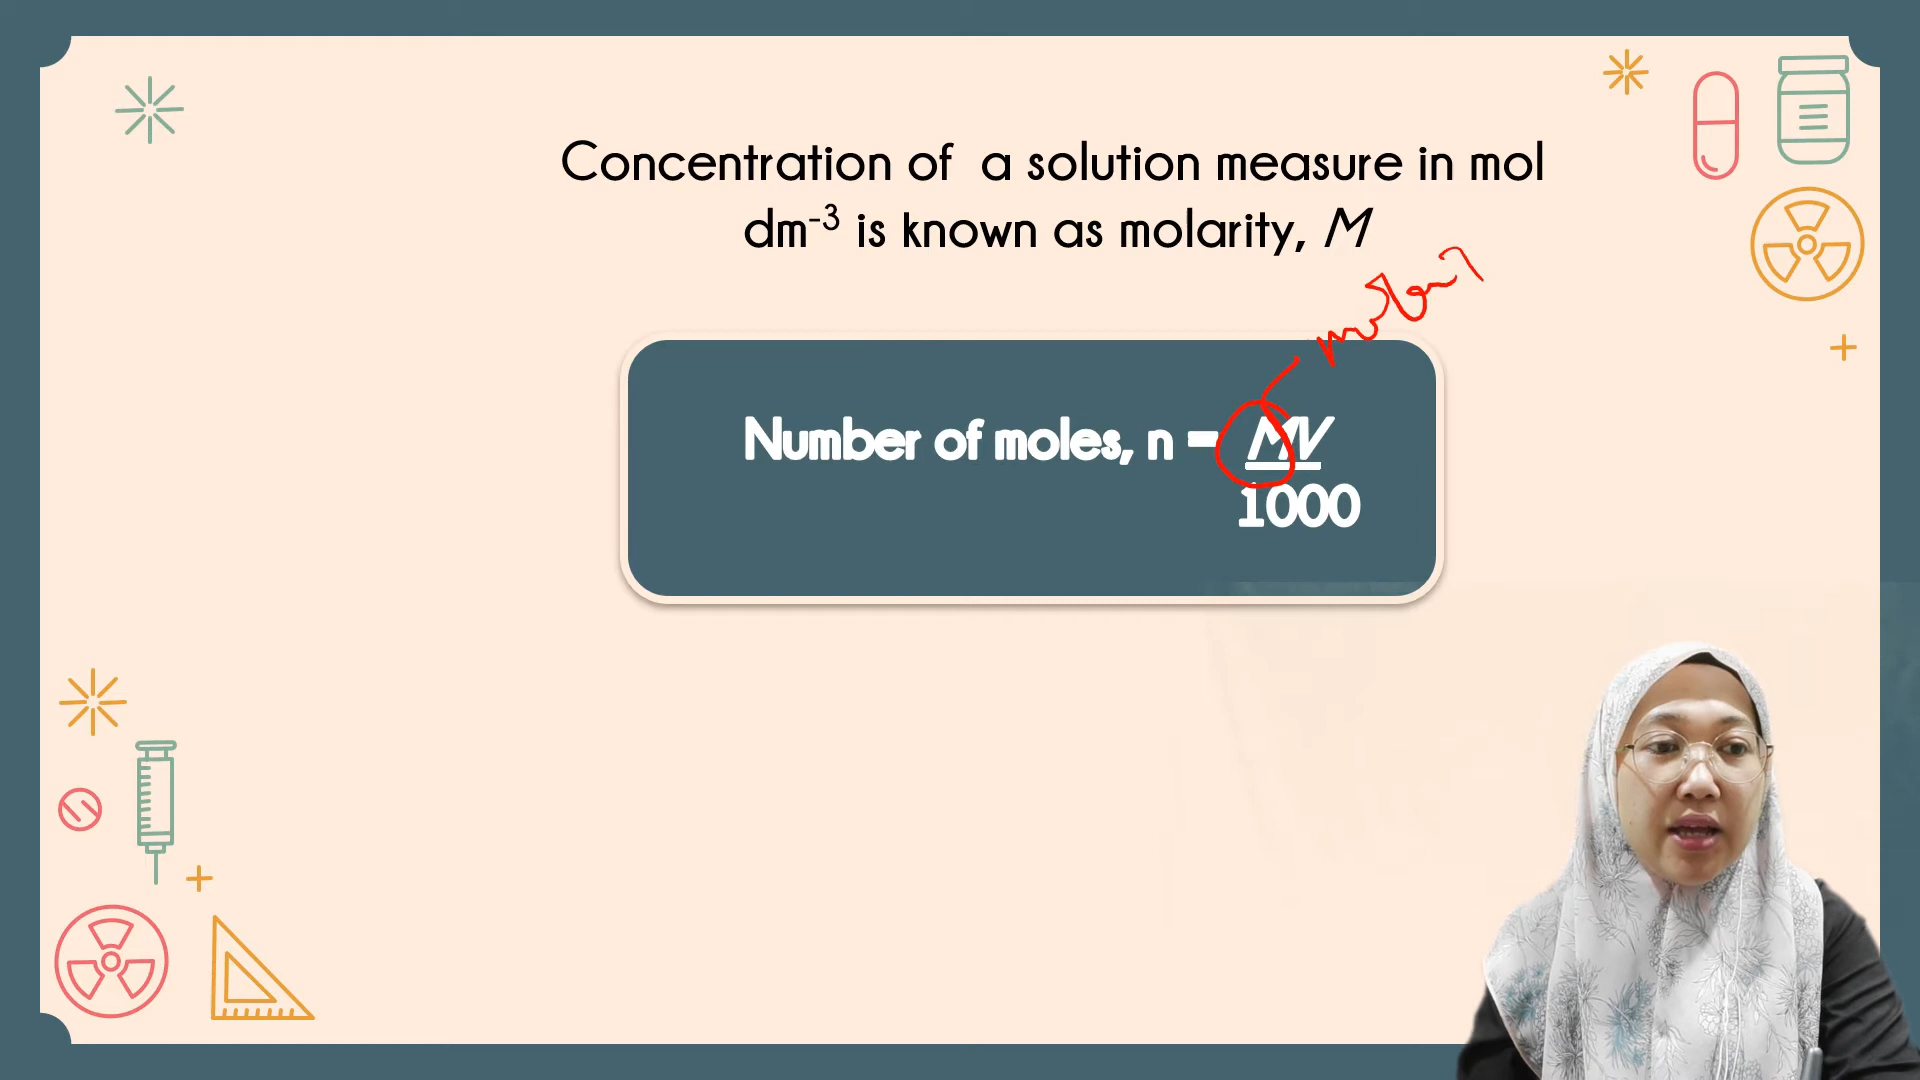 Concentration of a solution measure in mol
dm⁻³ is known as molarity, M
Number of moles, n = MV
1000